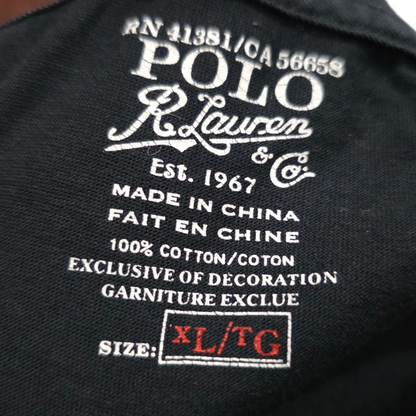 RN 41381/CA 56658
POLO
R. Lauren
& Co.
Est. 1967
MADE IN CHINA
FAIT EN CHINE
100% COTTON/COTON
EXCLUSIVE OF DECORATION
GARNITURE EXCLUE
SIZE: XL/TG